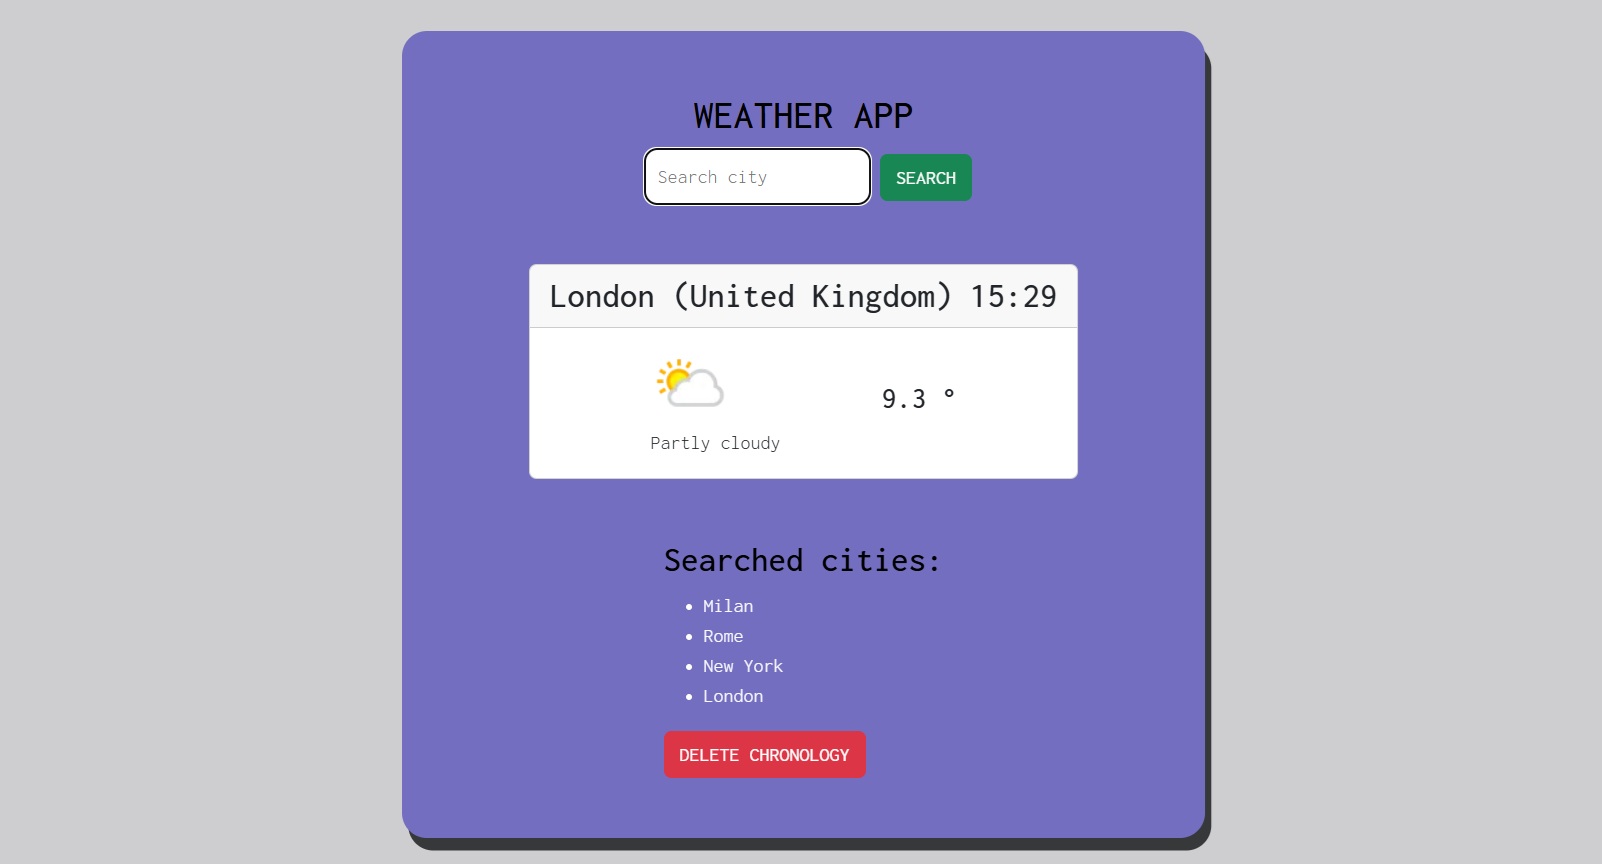 WEATHER APP
Search city
SEARCH
London (United Kingdom) 15:29
9.3 °
Partly cloudy
Searched cities:
Milan
Rome
New York
London
DELETE CHRONOLOGY